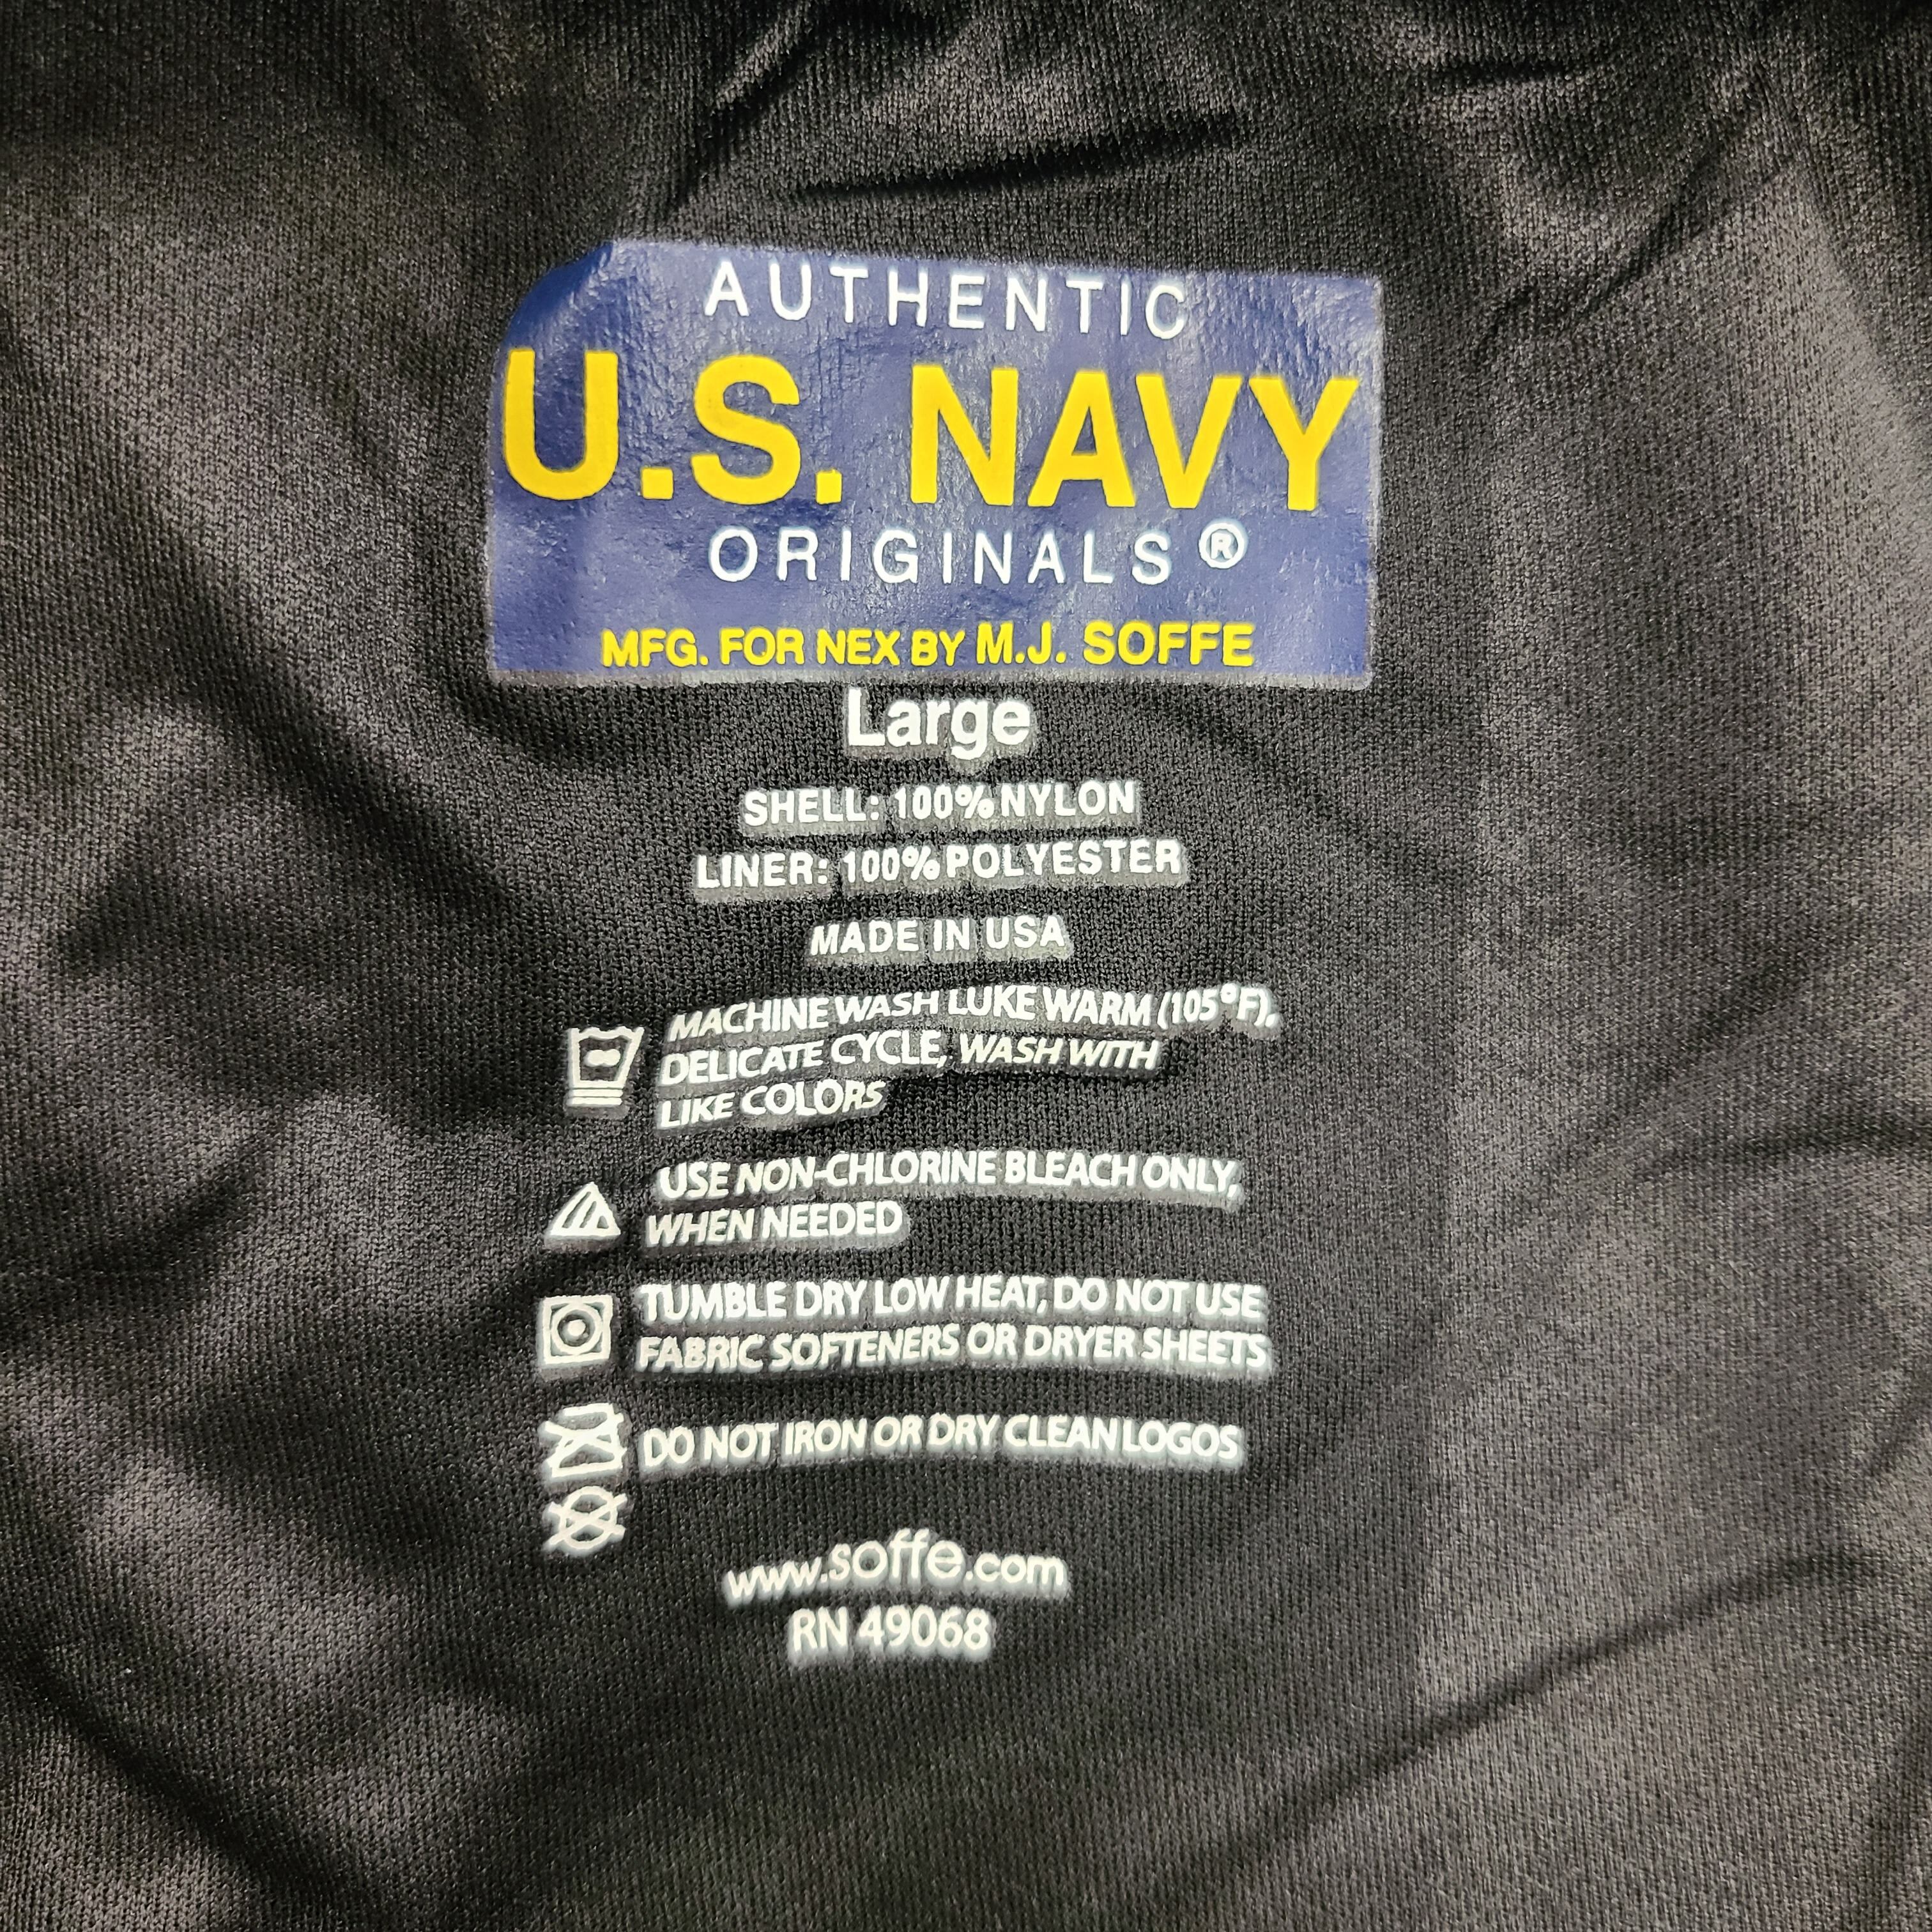 AUTHENTIC
U.S. NAVY
ORIGINALS®
MFG. FOR NEX BY M.J. SOFFE
Large
SHELL: 100% NYLON
LINER: 100% POLYESTER
MADE IN USA
MACHINE WASH LUKE WARM (105°F),
DELICATE CYCLE, WASH WITH
LIKE COLORS
USE NON-CHLORINE BLEACH ONLY,
WHEN NEEDED
TUMBLE DRY LOW HEAT, DO NOT USE
FABRIC SOFTENERS OR DRYER SHEETS
DO NOT IRON OR DRY CLEAN LOGOS
www.soffe.com
RN 49068